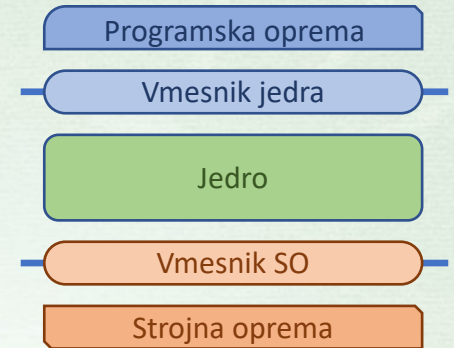 Programska oprema
Vmesnik jedra
Jedro
Vmesnik SO
Strojna oprema